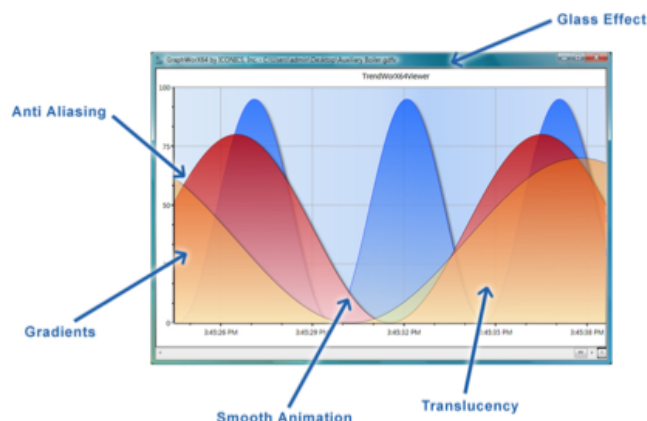 Glass Effect
GraphWorX64 by ICONICS, Inc. - C:\Users\admin\Desktop\Auxiliary Boiler.gdfx
TrendWorX64Viewer
100
Anti Aliasing
75
50
0
3:45:26 PM 3:45:29 PM 3:45:32 PM 3:45:35 PM 3:45:38 PM
Gradients
Translucency
Smooth Animation